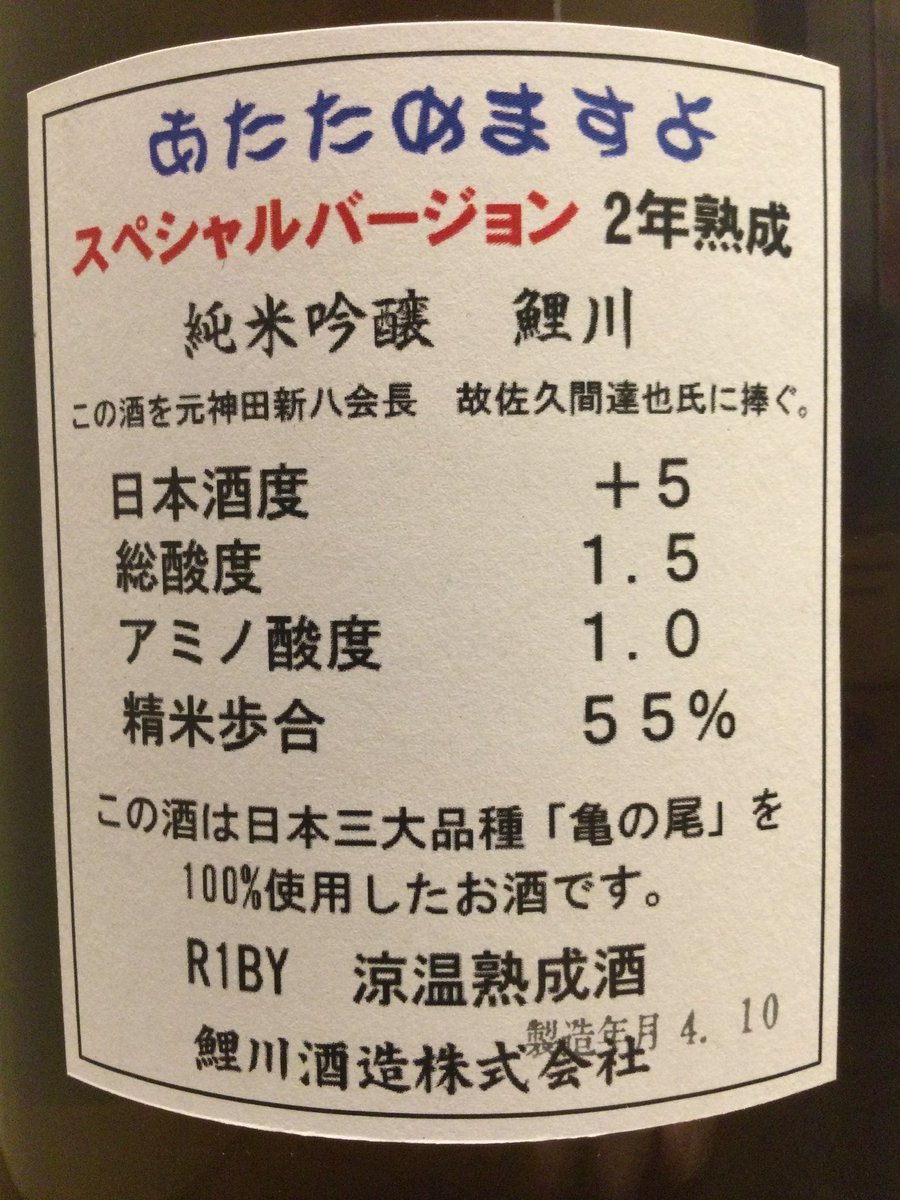 あたためますよ
スペシャルバージョン 2年熟成
純米吟醸 鯉川
この酒を元神田新八会長 故佐久間達也氏に捧ぐ。
日本酒度 +5
総酸度 1.5
アミノ酸度 1.0
精米歩合 55%
この酒は日本三大品種「亀の尾」を
100%使用したお酒です。
R1BY 涼温熟成酒
製造年月 4. 10
鯉川酒造株式会社